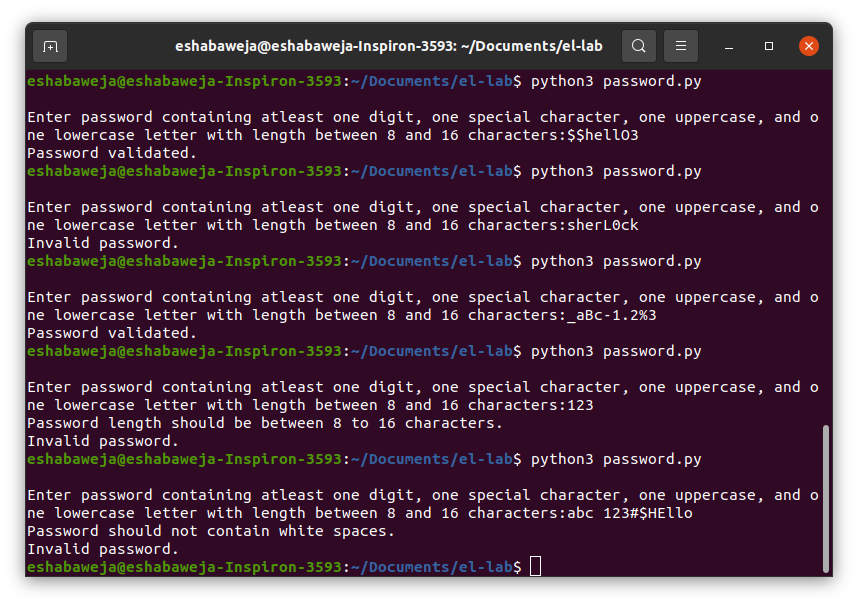 eshabaweja@eshabaweja-Inspiron-3593: ~/Documents/el-lab
eshabaweja@eshabaweja-Inspiron-3593:~/Documents/el-lab$ python3 password.py
Enter password containing atleast one digit, one special character, one uppercase, and o
ne lowercase letter with length between 8 and 16 characters:$$hellO3
Password validated.
eshabaweja@eshabaweja-Inspiron-3593:~/Documents/el-lab$ python3 password.py
Enter password containing atleast one digit, one special character, one uppercase, and o
ne lowercase letter with length between 8 and 16 characters:sherL0ck
Invalid password.
eshabaweja@eshabaweja-Inspiron-3593:~/Documents/el-lab$ python3 password.py
Enter password containing atleast one digit, one special character, one uppercase, and o
ne lowercase letter with length between 8 and 16 characters:_aBc-1.2%3
Password validated.
eshabaweja@eshabaweja-Inspiron-3593:~/Documents/el-lab$ python3 password.py
Enter password containing atleast one digit, one special character, one uppercase, and o
ne lowercase letter with length between 8 and 16 characters:123
Password length should be between 8 to 16 characters.
Invalid password.
eshabaweja@eshabaweja-Inspiron-3593:~/Documents/el-lab$ python3 password.py
Enter password containing atleast one digit, one special character, one uppercase, and o
ne lowercase letter with length between 8 and 16 characters:abc 123#$HEllo
Password should not contain white spaces.
Invalid password.
eshabaweja@eshabaweja-Inspiron-3593:~/Documents/el-lab$